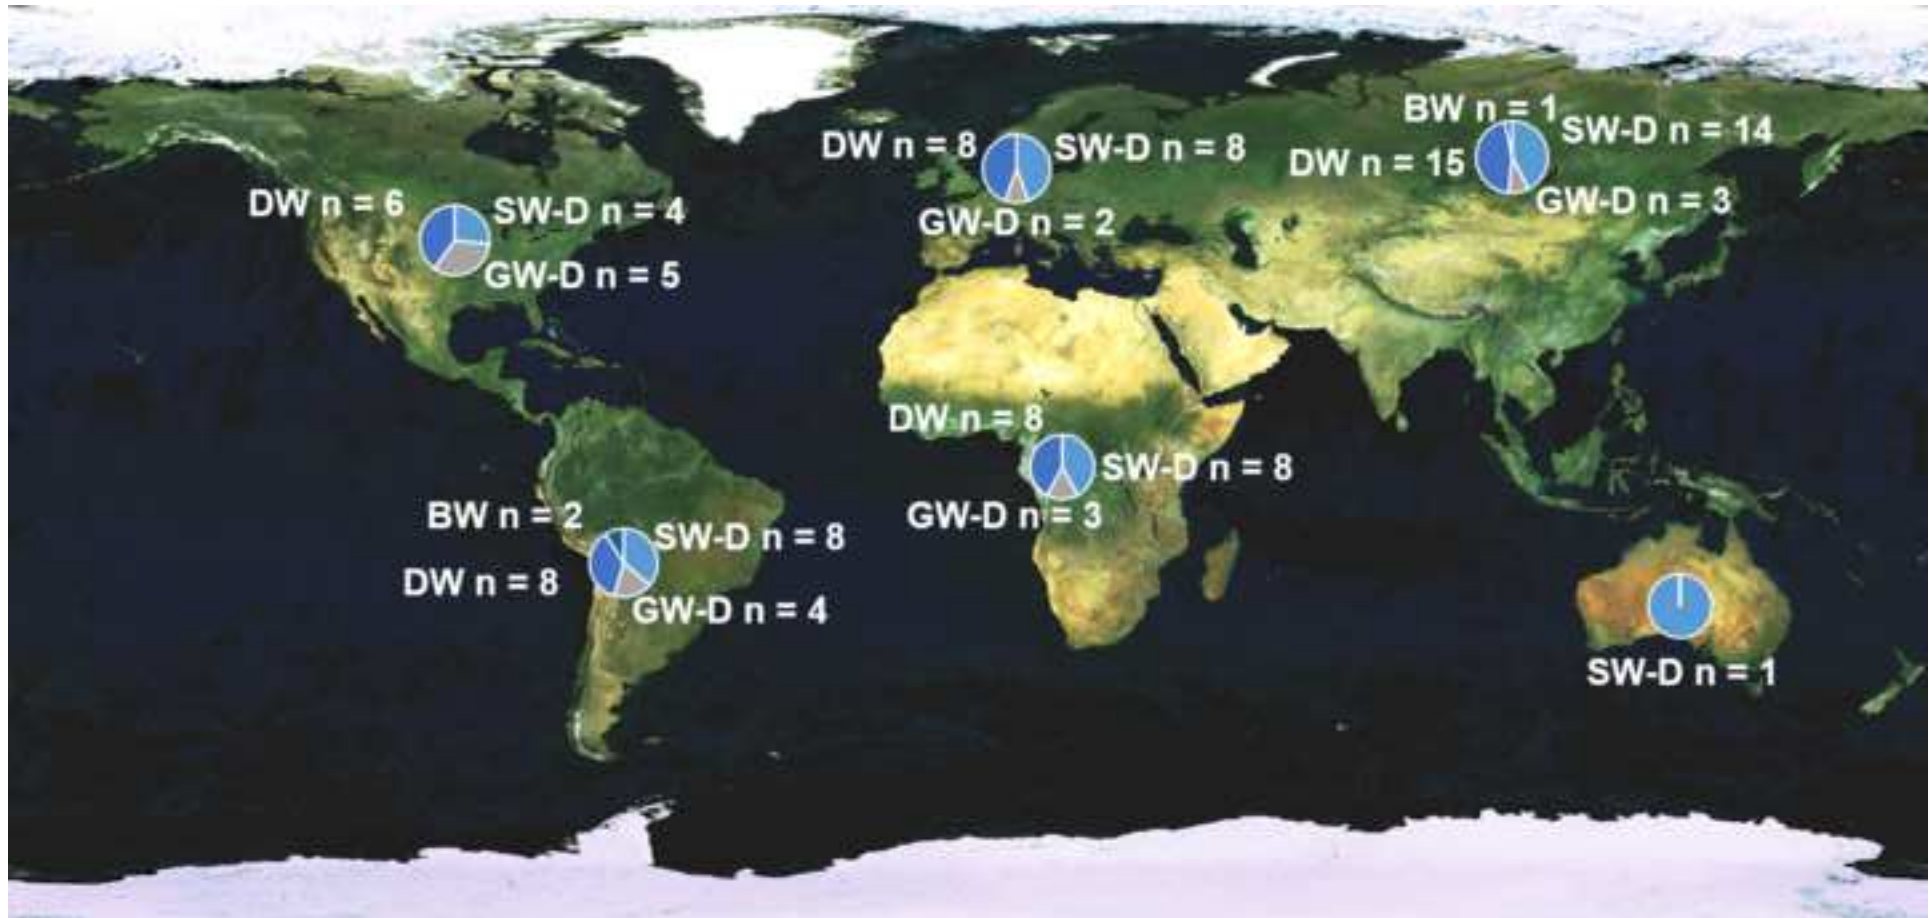 BW n = 1
SW-D n = 14
DW n = 8
SW-D n = 8
DW n = 15
GW-D n = 3
DW n = 6
SW-D n = 4
GW-D n = 2
GW-D n = 5
DW n = 8
SW-D n = 8
GW-D n = 3
BW n = 2
SW-D n = 8
DW n = 8
GW-D n = 4
SW-D n = 1